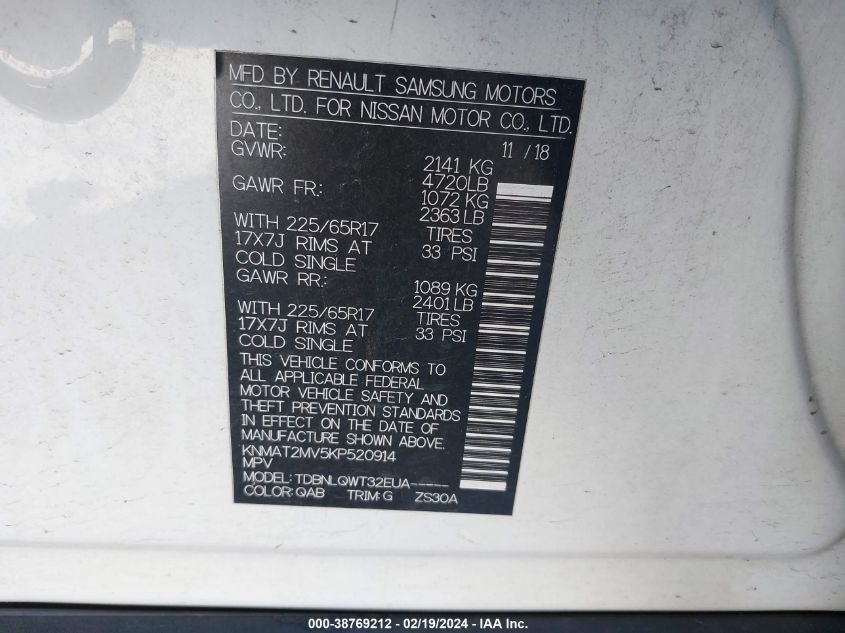 MFD BY RENAULT SAMSUNG MOTORS
CO., LTD. FOR NISSAN MOTOR CO., LTD.
DATE: 11 / 18
GVWR: 2141 KG
4720LB
GAWR FR.: 1072 KG
2363LB
WITH 225/65R17 TIRES
17X7J RIMS AT 33 PSI
COLD SINGLE
GAWR RR.: 1089 KG
2401LB
WITH 225/65R17 TIRES
17X7J RIMS AT 33 PSI
COLD SINGLE
THIS VEHICLE CONFORMS TO
ALL APPLICABLE FEDERAL
MOTOR VEHICLE SAFETY AND
THEFT PREVENTION STANDARDS
IN EFFECT ON THE DATE OF
MANUFACTURE SHOWN ABOVE.
KNMAT2MV5KP520914
MPV
MODEL: TDBNLQWT32EUA-----
COLOR: QAB TRIM: G ZS30A
000-38769212 - 02/19/2024 - IAA Inc.